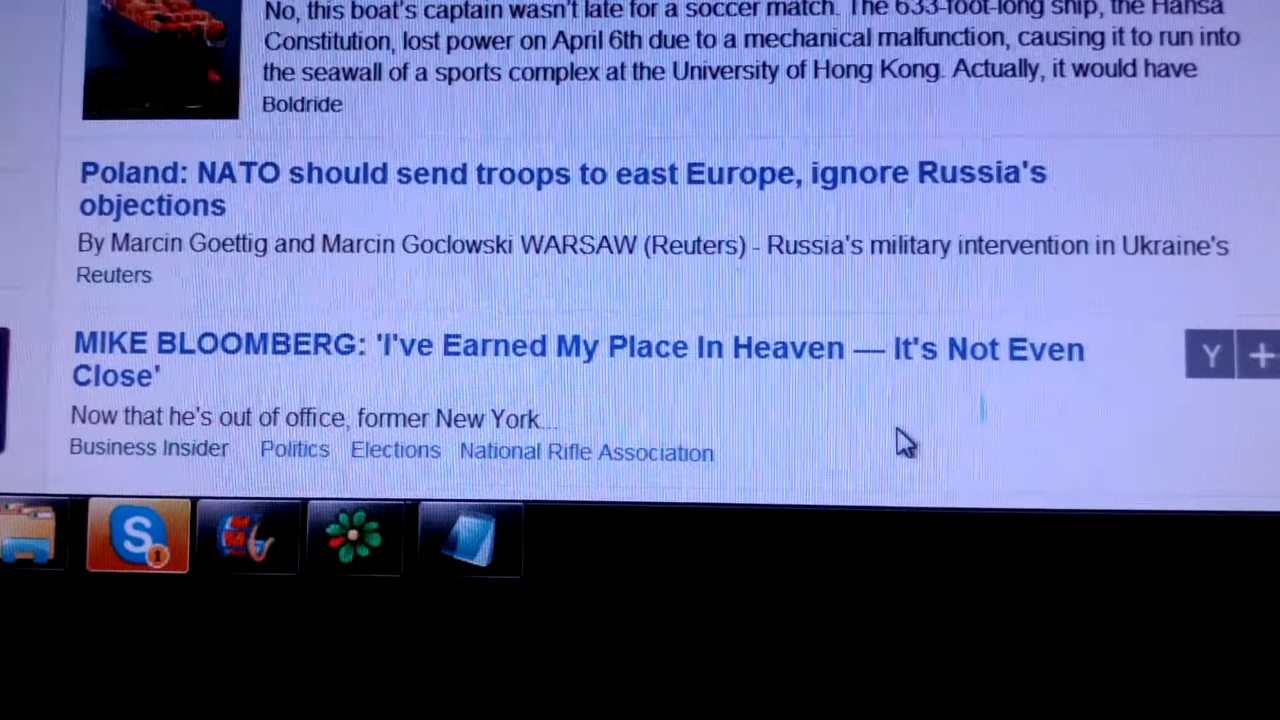 No, this boat's captain wasn't late for a soccer match. The 633-foot-long ship, the Hansa
Constitution, lost power on April 6th due to a mechanical malfunction, causing it to run into
the seawall of a sports complex at the University of Hong Kong. Actually, it would have
Boldride
Poland: NATO should send troops to east Europe, ignore Russia's
objections
By Marcin Goettig and Marcin Goclowski WARSAW (Reuters) - Russia's military intervention in Ukraine's
Reuters
MIKE BLOOMBERG: 'I've Earned My Place In Heaven — It's Not Even
Close'
Y +
Now that he's out of office, former New York...
Business Insider Politics Elections National Rifle Association
S 1